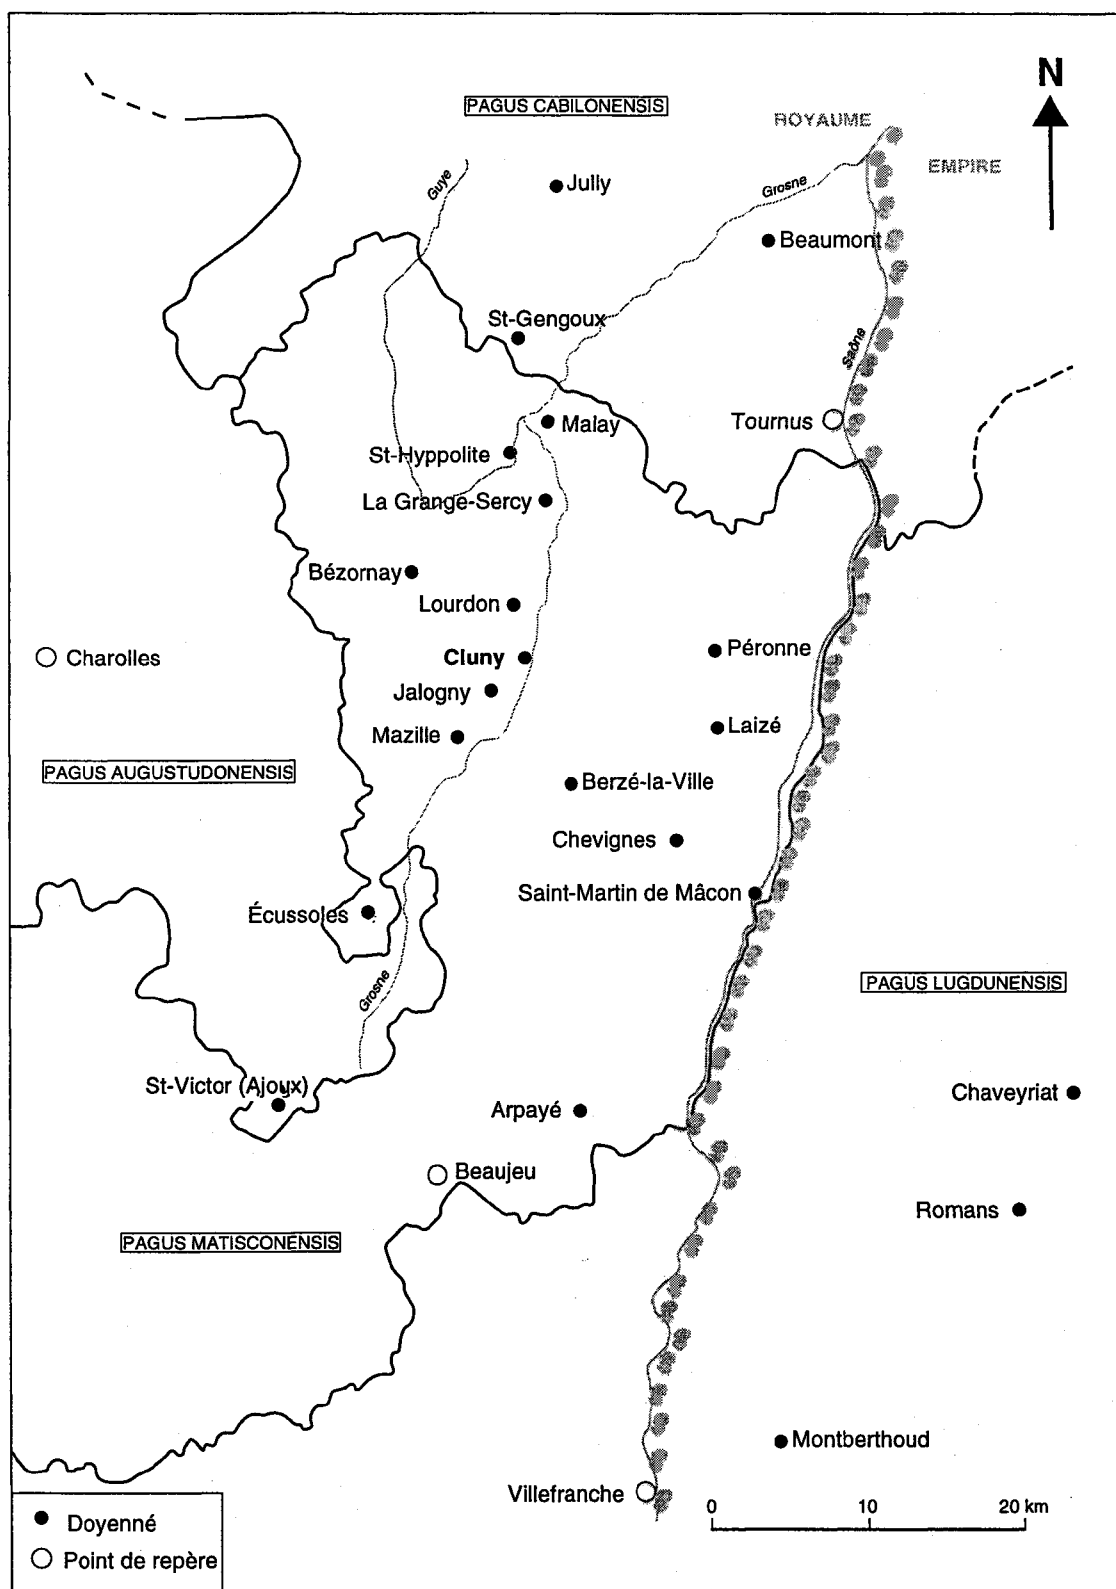 N
PAGUS CABILONENSIS
ROYAUME
EMPIRE
Guye
Jully
Grosne
Beaumont
St-Gengoux
Saône
Malay
Tournus
St-Hyppolite
La Grange-Sercy
Bézornay
Lourdon
Charolles
Cluny
Péronne
Jalogny
Laizé
Mazille
PAGUS AUGUSTUDONENSIS
Berzé-la-Ville
Chevignes
Saint-Martin de Mâcon
Écussoles
Grosne
PAGUS LUGDUNENSIS
St-Victor (Ajoux)
Chaveyriat
Arpayé
Beaujeu
Romans
PAGUS MATISCONENSIS
Montberthoud
Villefranche
0 10 20 km
Doyenné
Point de repère